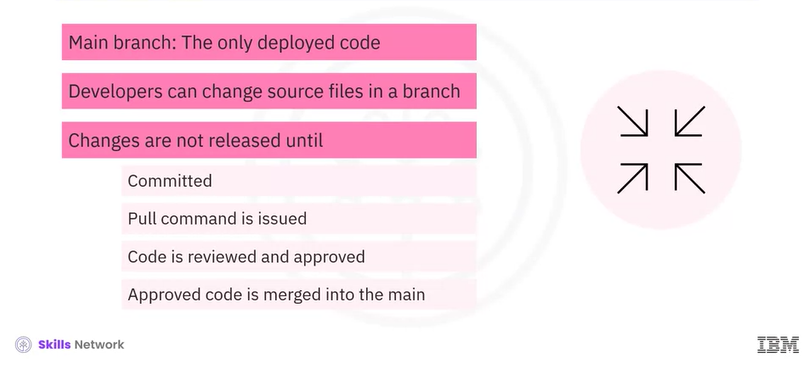 Main branch: The only deployed code
Developers can change source files in a branch
Changes are not released until
Committed
Pull command is issued
Code is reviewed and approved
Approved code is merged into the main
Skills Network
IBM